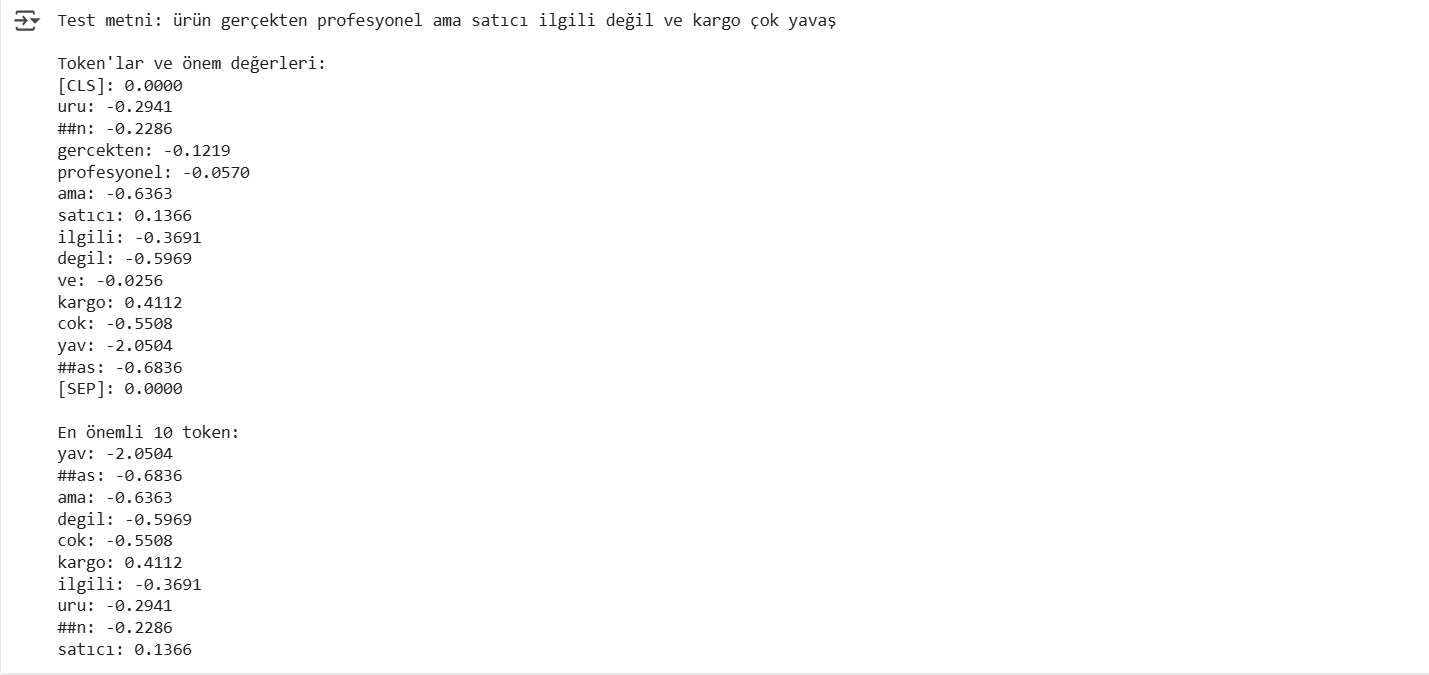 Test metni: ürün gerçekten profesyonel ama satıcı ilgili değil ve kargo çok yavaş
Token'lar ve önem değerleri:
[CLS]: 0.0000
uru: -0.2941
##n: -0.2286
gercekten: -0.1219
profesyonel: -0.0570
ama: -0.6363
satıcı: 0.1366
ilgili: -0.3691
degil: -0.5969
ve: -0.0256
kargo: 0.4112
cok: -0.5508
yav: -2.0504
##as: -0.6836
[SEP]: 0.0000
En önemli 10 token:
yav: -2.0504
##as: -0.6836
ama: -0.6363
degil: -0.5969
cok: -0.5508
kargo: 0.4112
ilgili: -0.3691
uru: -0.2941
##n: -0.2286
satıcı: 0.1366